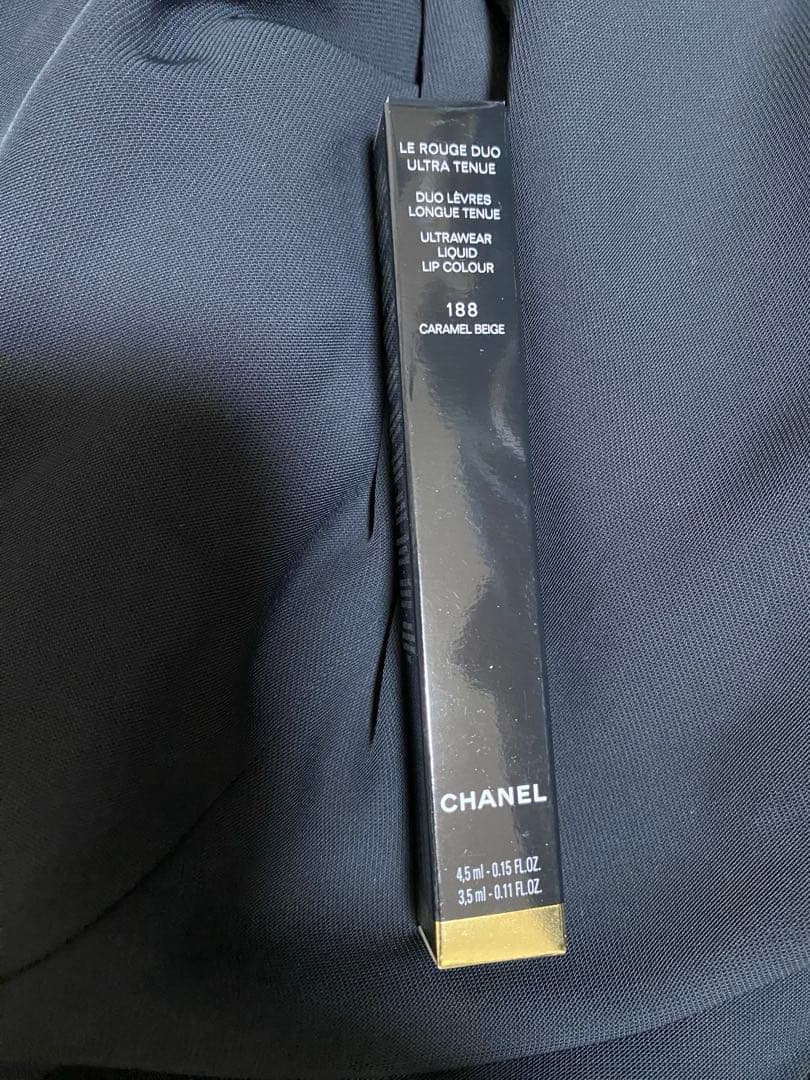 LE ROUGE DUO
ULTRA TENUE
DUO LÈVRES
LONGUE TENUE
ULTRAWEAR
LIQUID
LIP COLOUR
188
CARAMEL BEIGE
CHANEL
4,5 ml - 0.15 FL.OZ.
3,5 ml - 0.11 FL.OZ.